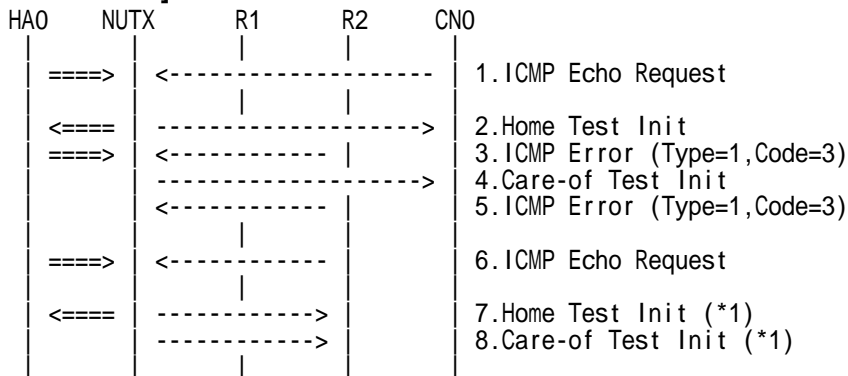 HA0 NUTX R1 R2 CN0
====> <--------------------- 1.ICMP Echo Request
<==== ---------------------> 2.Home Test Init
====> <------------- 3.ICMP Error (Type=1,Code=3)
---------------------> 4.Care-of Test Init
<------------- 5.ICMP Error (Type=1,Code=3)
====> <------------- 6.ICMP Echo Request
<==== -------------> 7.Home Test Init (*1)
-------------> 8.Care-of Test Init (*1)